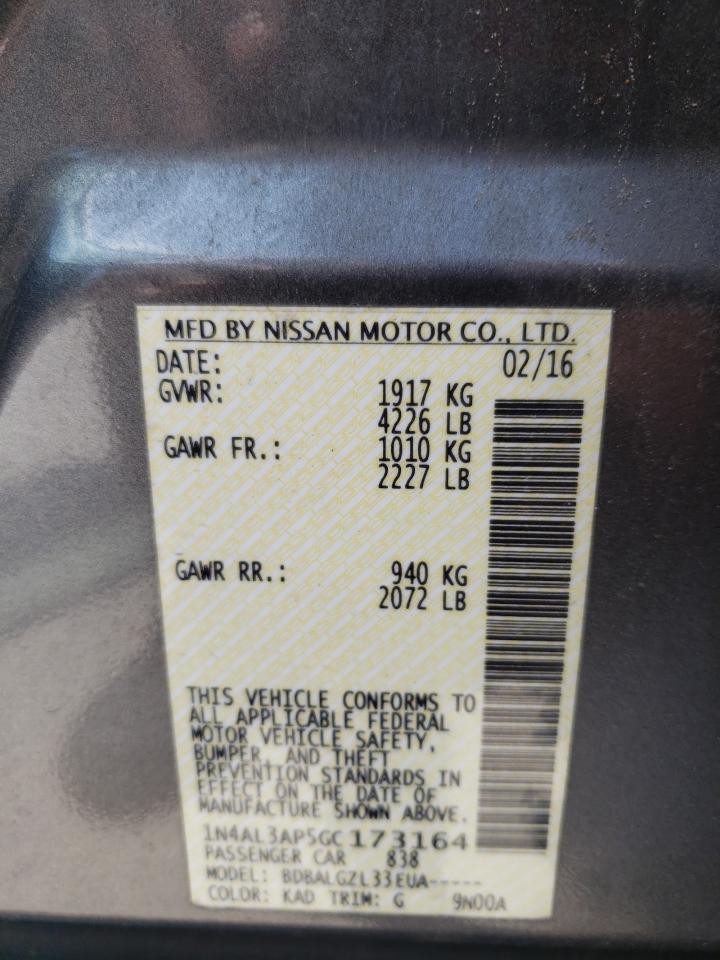 MFD BY NISSAN MOTOR CO., LTD.
DATE: 02/16
GVWR: 1917 KG
4226 LB
GAWR FR.: 1010 KG
2227 LB
GAWR RR.: 940 KG
2072 LB
THIS VEHICLE CONFORMS TO
ALL APPLICABLE FEDERAL
MOTOR VEHICLE SAFETY,
BUMPER, AND THEFT
PREVENTION STANDARDS IN
EFFECT ON THE DATE OF
MANUFACTURE SHOWN ABOVE.
1N4AL3AP5GC173164
PASSENGER CAR 838
MODEL: BDBALGZL33EUA-----
COLOR: KAD TRIM: G 9N00A